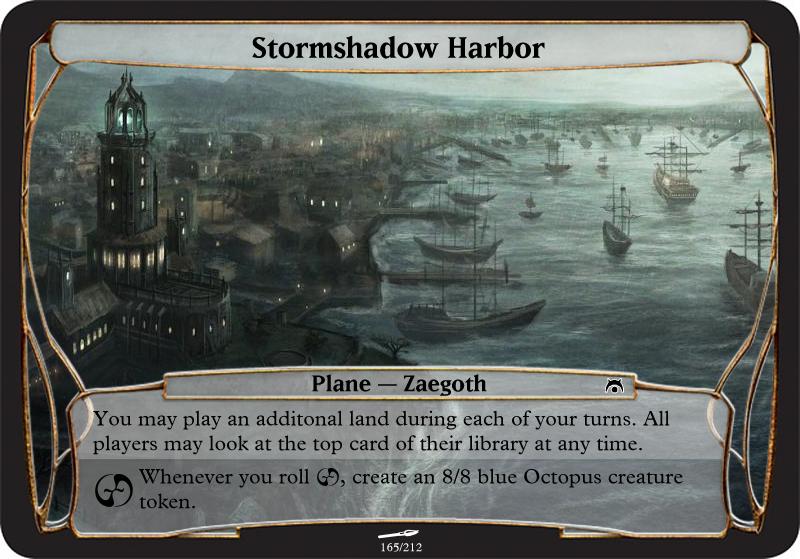 Stormshadow Harbor
Plane — Zaegoth
You may play an additonal land during each of your turns. All
players may look at the top card of their library at any time.
Whenever you roll , create an 8/8 blue Octopus creature
token.
165/212